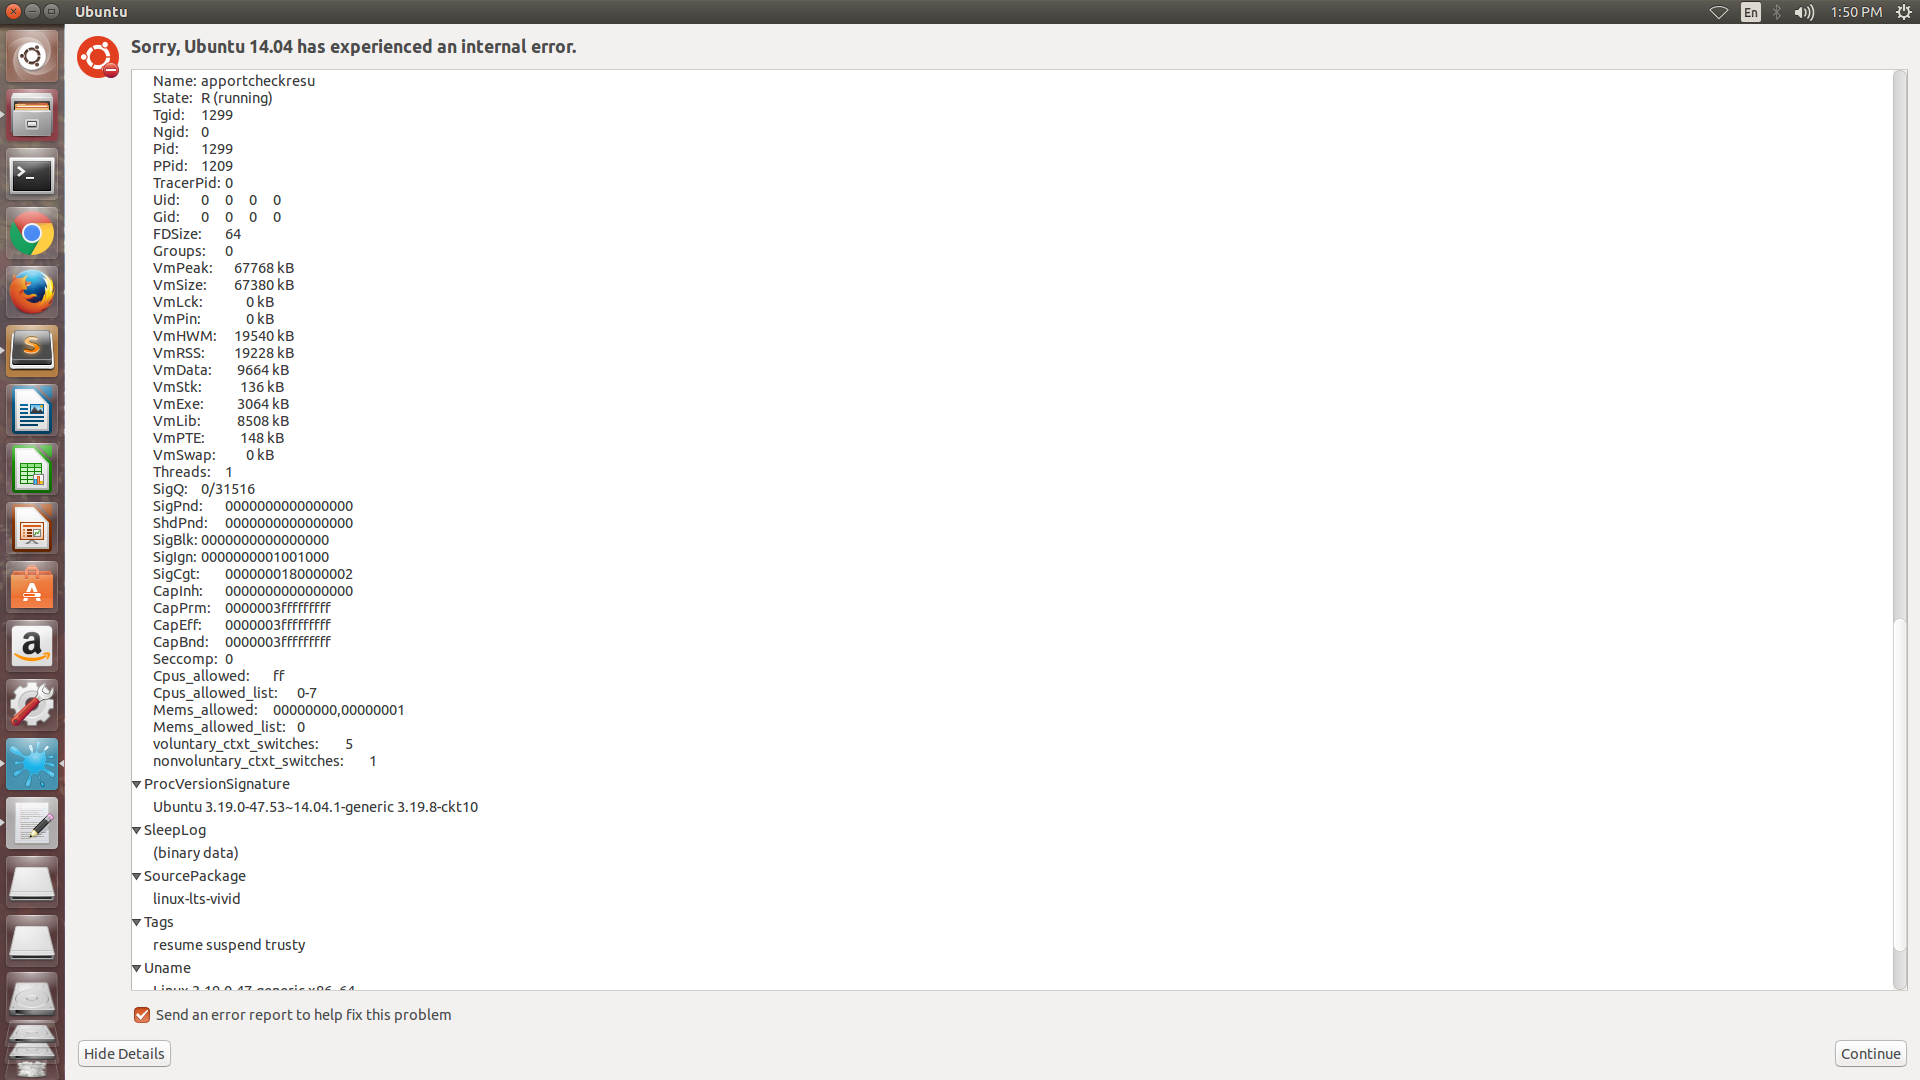 Ubuntu
En
1:50 PM
Sorry, Ubuntu 14.04 has experienced an internal error.
Name: apportcheckresu
State: R (running)
Tgid: 1299
Ngid: 0
Pid: 1299
PPid: 1209
TracerPid: 0
Uid: 0 0 0 0
Gid: 0 0 0 0
FDSize: 64
Groups: 0
VmPeak: 67768 kB
VmSize: 67380 kB
VmLck: 0 kB
VmPin: 0 kB
VmHWM: 19540 kB
VmRSS: 19228 kB
VmData: 9664 kB
VmStk: 136 kB
VmExe: 3064 kB
VmLib: 8508 kB
VmPTE: 148 kB
VmSwap: 0 kB
Threads: 1
SigQ: 0/31516
SigPnd: 0000000000000000
ShdPnd: 0000000000000000
SigBlk: 0000000000000000
SigIgn: 0000000001001000
SigCgt: 0000000180000002
CapInh: 0000000000000000
CapPrm: 0000003fffffffff
CapEff: 0000003fffffffff
CapBnd: 0000003fffffffff
Seccomp: 0
Cpus_allowed: ff
Cpus_allowed_list: 0-7
Mems_allowed: 00000000,00000001
Mems_allowed_list: 0
voluntary_ctxt_switches: 5
nonvoluntary_ctxt_switches: 1
ProcVersionSignature
Ubuntu 3.19.0-47.53~14.04.1-generic 3.19.8-ckt10
SleepLog
(binary data)
SourcePackage
linux-lts-vivid
Tags
resume suspend trusty
Uname
Linux 3.19.0-47-generic x86_64
Send an error report to help fix this problem
Hide Details
Continue